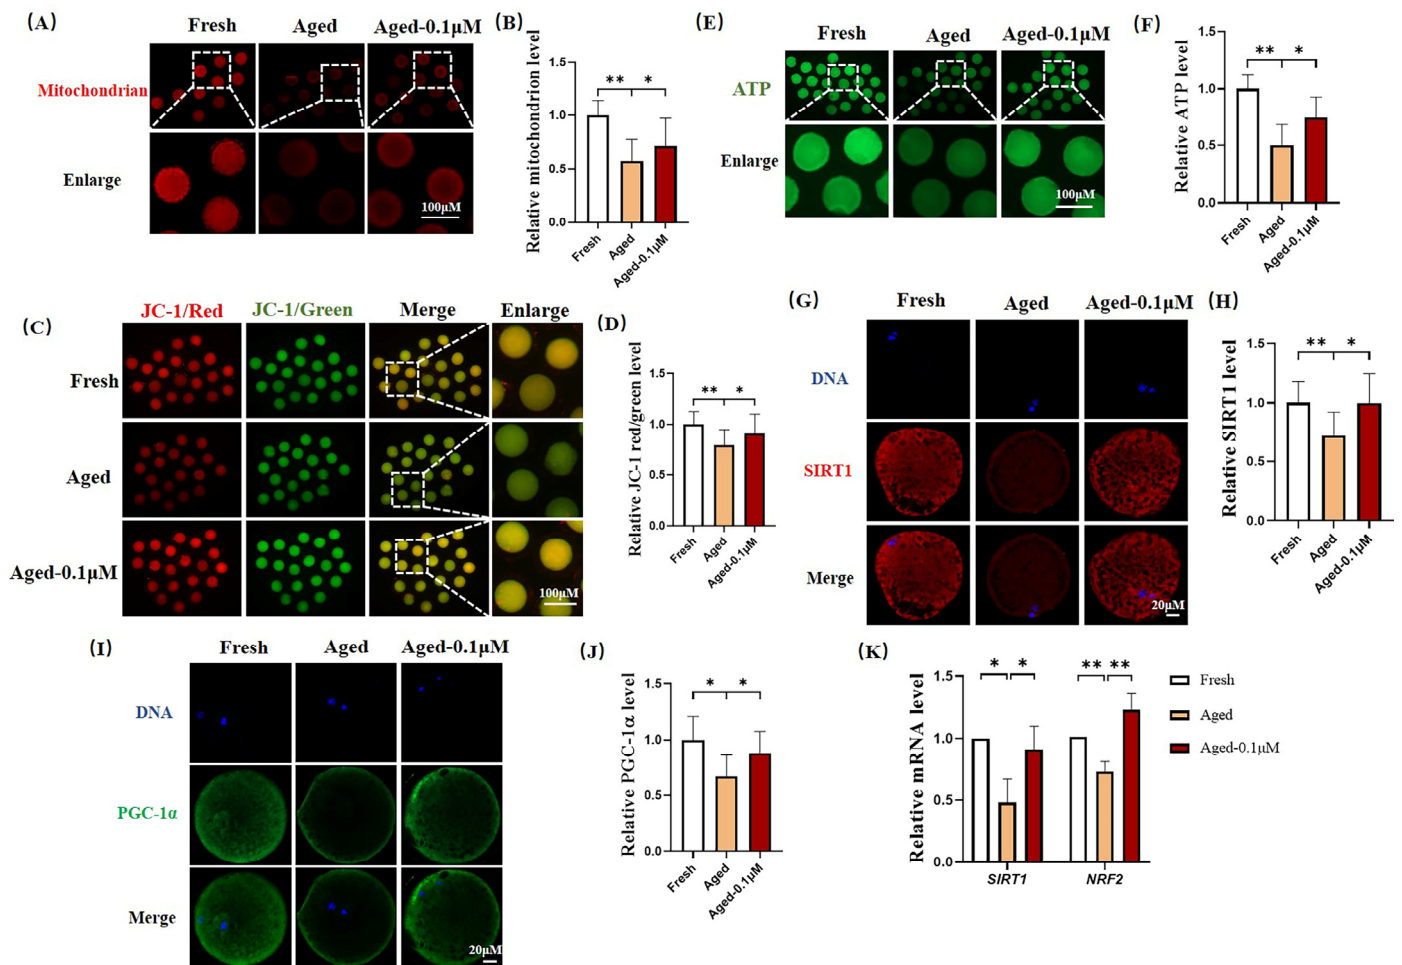 (A)
Fresh
Aged
Aged-0.1μM
Mitochondrian
Enlarge
100μM
(B)
Relative mitochondrion level
1.5
1.0
0.5
0.0
** *
Fresh
Aged
Aged-0.1μM
(E)
Fresh
Aged
Aged-0.1μM
ATP
Enlarge
100μM
(F)
Relative ATP level
1.5
1.0
0.5
0.0
** *
Fresh
Aged
Aged-0.1μM
(C)
JC-1/Red
JC-1/Green
Merge
Enlarge
Fresh
Aged
Aged-0.1μM
100μM
(D)
Relative JC-1 red/green level
1.5
1.0
0.5
0.0
** *
Fresh
Aged
Aged-0.1μM
(G)
Fresh
Aged
Aged-0.1μM
DNA
SIRT1
Merge
20μM
(H)
Relative SIRT1 level
1.5
1.0
0.5
0.0
** *
Fresh
Aged
Aged-0.1μM
(I)
Fresh
Aged
Aged-0.1μM
DNA
PGC-1α
Merge
20μM
(J)
Relative PGC-1α level
1.5
1.0
0.5
0.0
* *
Fresh
Aged
Aged-0.1μM
(K)
Relative mRNA level
1.5
1.0
0.5
0.0
* * ** **
SIRT1
NRF2
Fresh
Aged
Aged-0.1μM